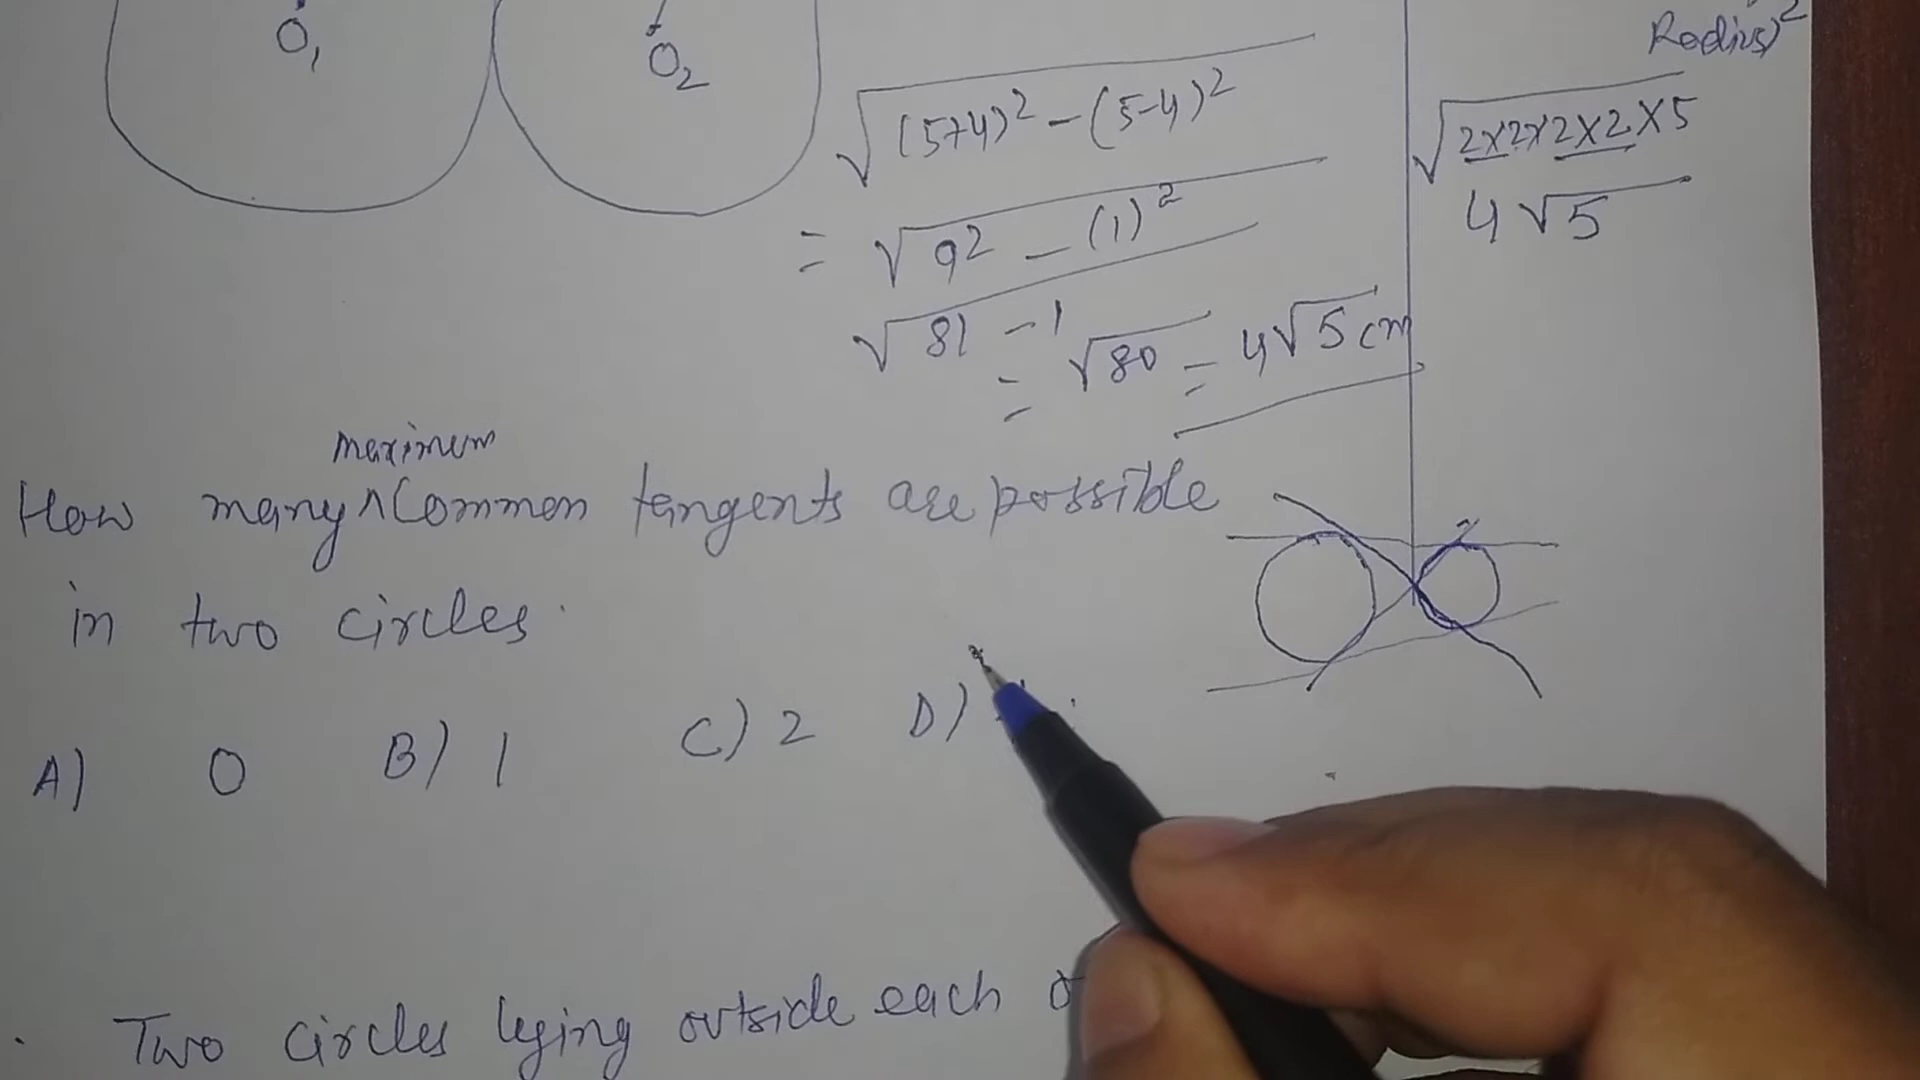 O₁
O₂
Radius)²
√(5+4)² - (5-4)²
= √9² - (1)²
√81 - 1
= √80 = 4√5 cm
√2×2×2×2×5
4√5
maximum
How many ^ Common tangents are possible
in two circles.
A) 0 B) 1 C) 2 D)
Two circles lying outside each